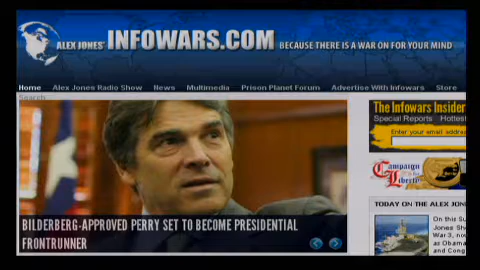 ALEX JONES' INFOWARS.COM BECAUSE THERE IS A WAR ON FOR YOUR MIND
Home Alex Jones Radio Show News Multimedia Prison Planet Forum Advertise With Infowars Store
Search
The Infowars Insider
Special Reports Hottest
Enter your email addre
Campaign
Liberty
BILDERBERG-APPROVED PERRY SET TO BECOME PRESIDENTIAL
FRONTRUNNER
TODAY ON THE ALEX JON
On this Su
Jones Sh
War 3, no
as Obama
and Cong